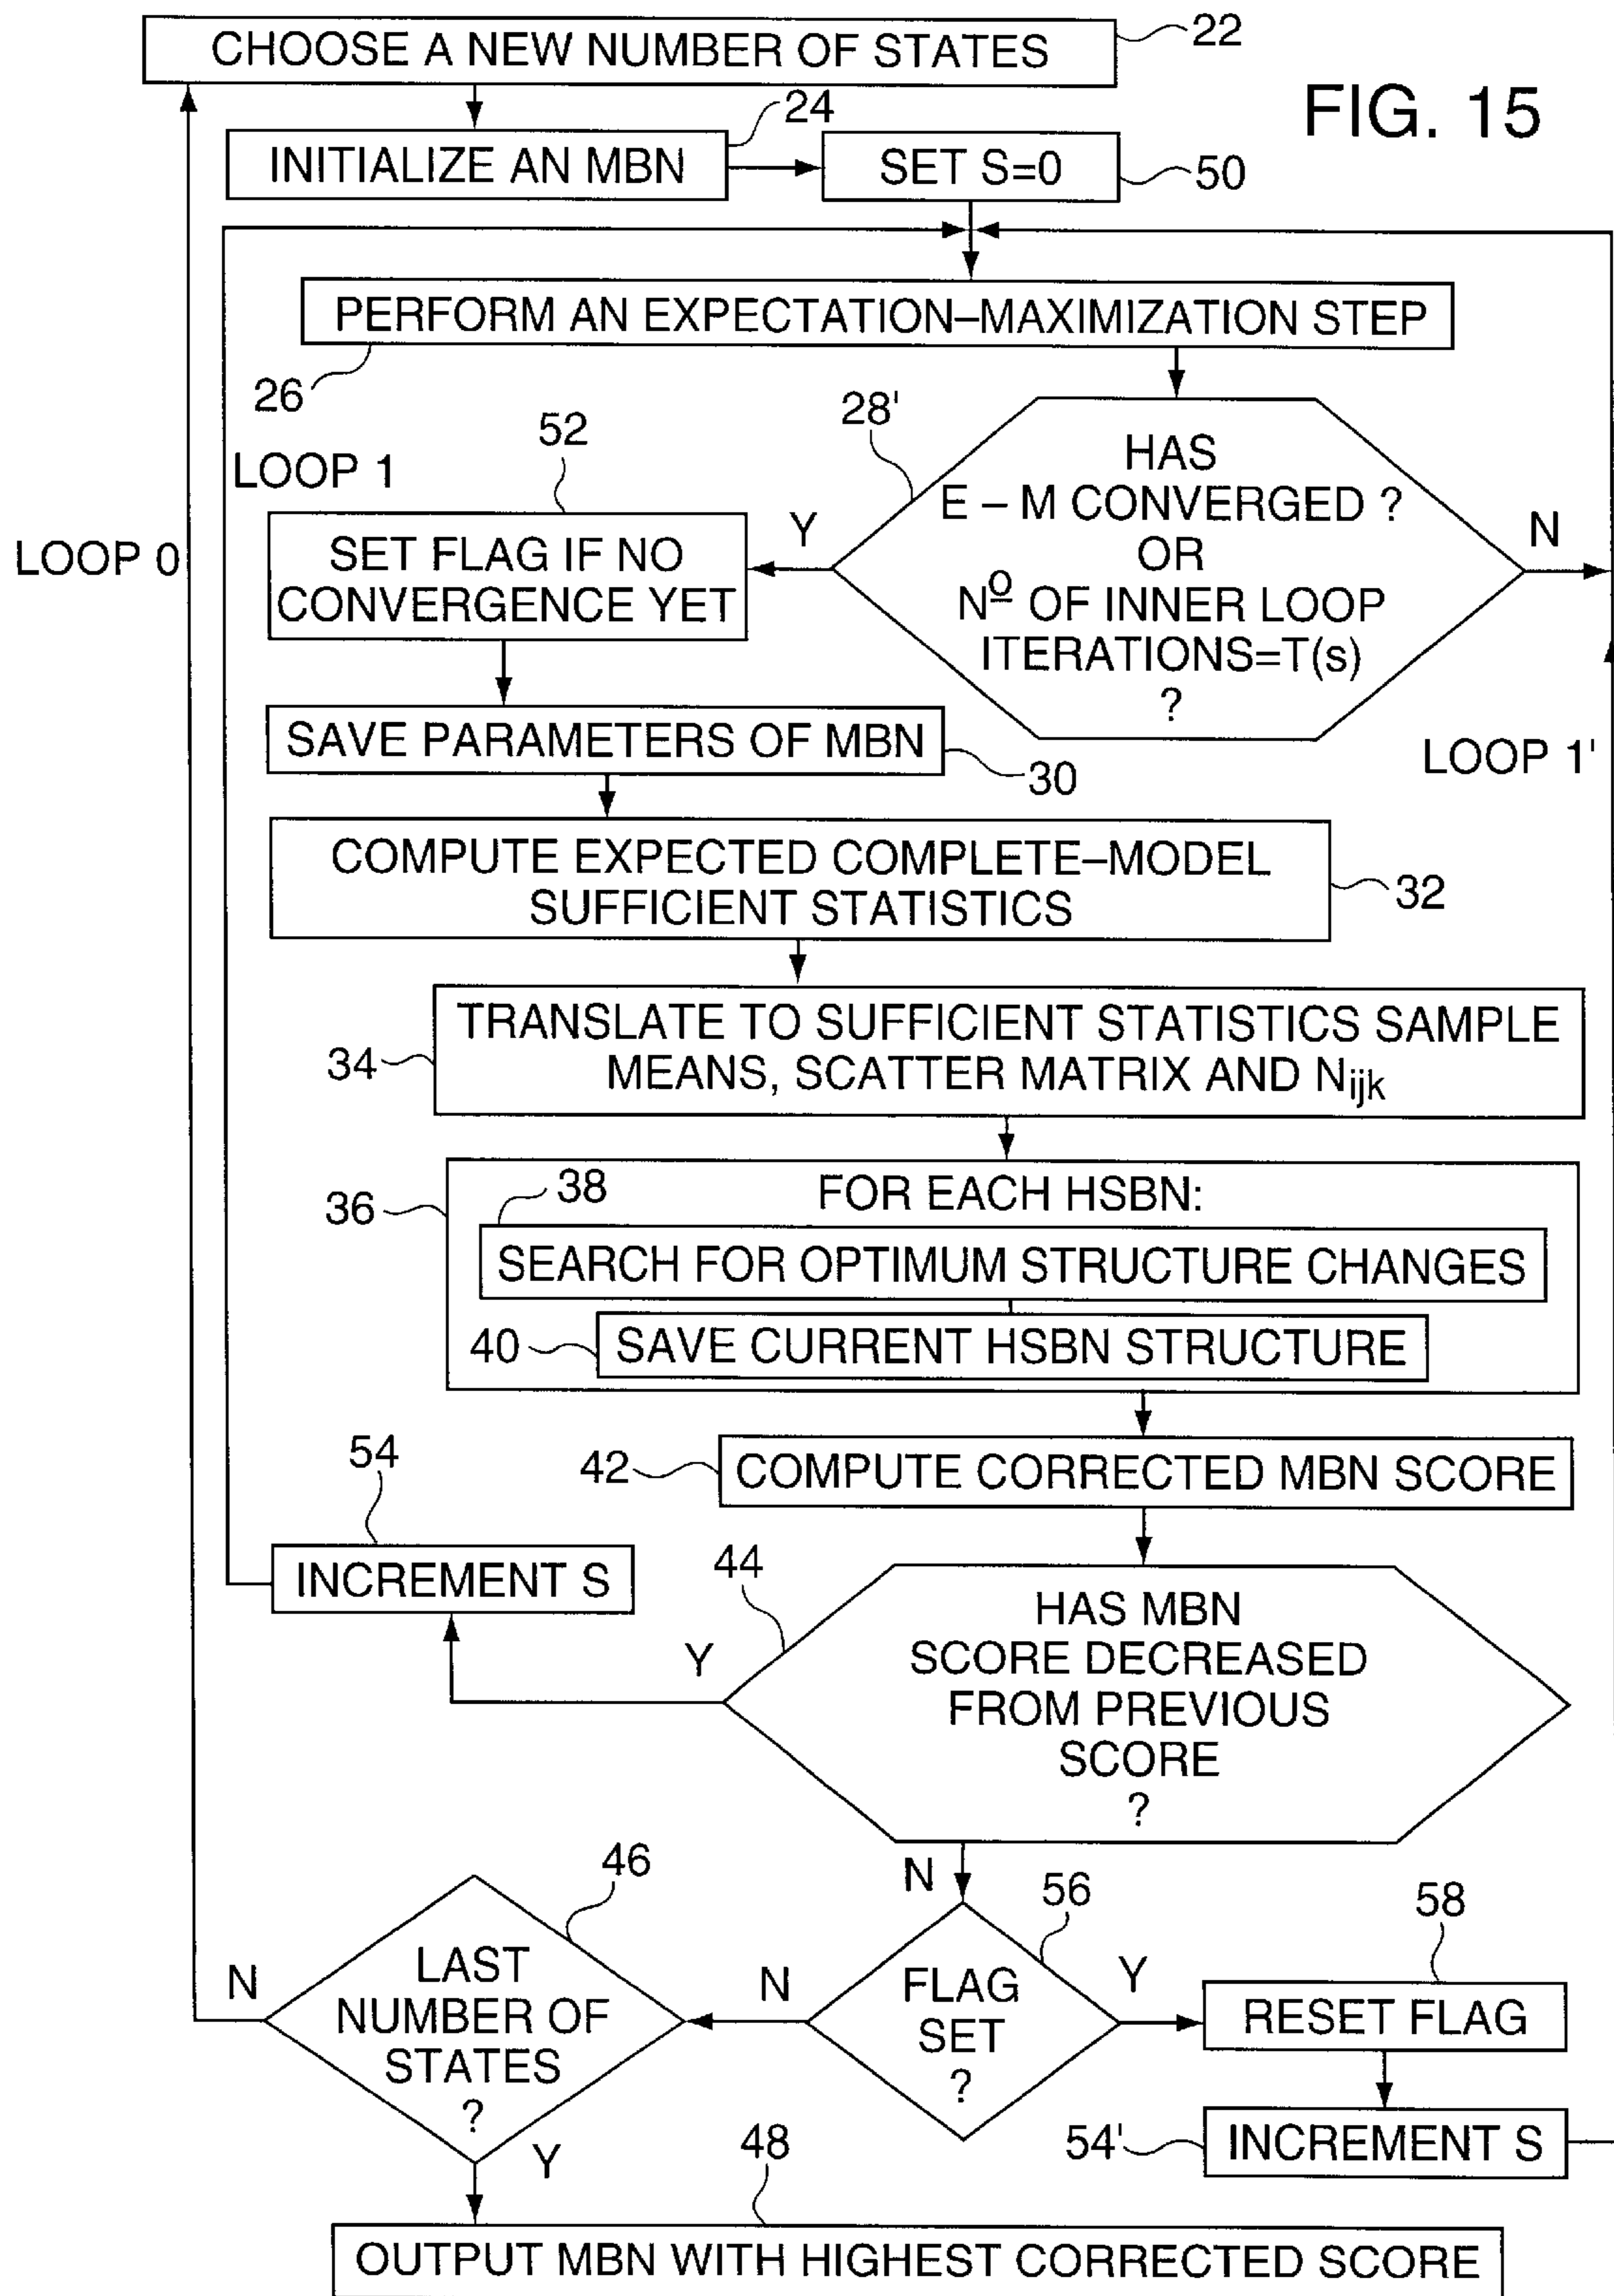 CHOOSE A NEW NUMBER OF STATES
22
FIG. 15
24
INITIALIZE AN MBN
SET S=0
50
PERFORM AN EXPECTATION–MAXIMIZATION STEP
26
28'
52
LOOP 1
HAS
E – M CONVERGED ?
OR
Nº OF INNER LOOP
ITERATIONS=T(s)
?
Y
N
LOOP 0
SET FLAG IF NO
CONVERGENCE YET
SAVE PARAMETERS OF MBN
30
LOOP 1'
COMPUTE EXPECTED COMPLETE–MODEL
SUFFICIENT STATISTICS
32
TRANSLATE TO SUFFICIENT STATISTICS SAMPLE
MEANS, SCATTER MATRIX AND Nijk
34
36
38
FOR EACH HSBN:
SEARCH FOR OPTIMUM STRUCTURE CHANGES
40
SAVE CURRENT HSBN STRUCTURE
42
COMPUTE CORRECTED MBN SCORE
54
INCREMENT S
44
HAS MBN
SCORE DECREASED
FROM PREVIOUS
SCORE
?
Y
N
46
56
58
LAST
NUMBER OF
STATES
?
N
N
FLAG
SET
?
Y
RESET FLAG
54'
INCREMENT S
Y
48
OUTPUT MBN WITH HIGHEST CORRECTED SCORE